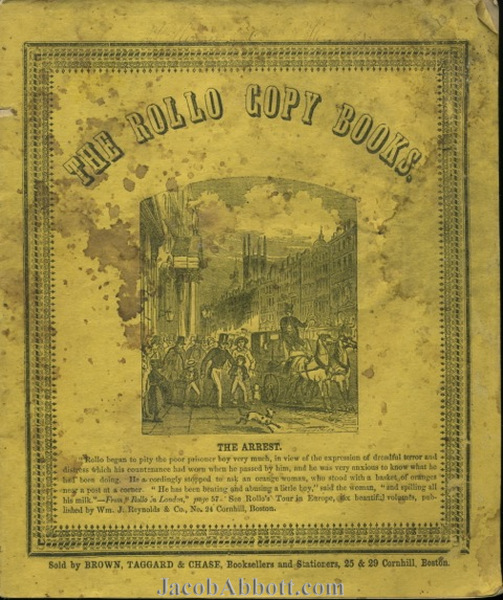 THE ROLLO COPY BOOKS.
THE ARREST.
"Rollo began to pity the poor prisoner boy very much, in view of the expression of dreadful terror and
distress which his countenance had worn when he passed by him, and he was very anxious to know what he
had been doing. He accordingly stopped to ask an orange woman, who stood with a basket of oranges
near a post at a corner. "He has been beating and abusing a little boy," said the woman, "and spilling all
his milk."—From "Rollo in London," page 57. See Rollo's Tour in Europe, six beautiful volumes, pub-
lished by Wm. J. Reynolds & Co., No. 24 Cornhill, Boston.
Sold by BROWN, TAGGARD & CHASE, Booksellers and Stationers, 25 & 29 Cornhill, Boston.
JacobAbbott.com